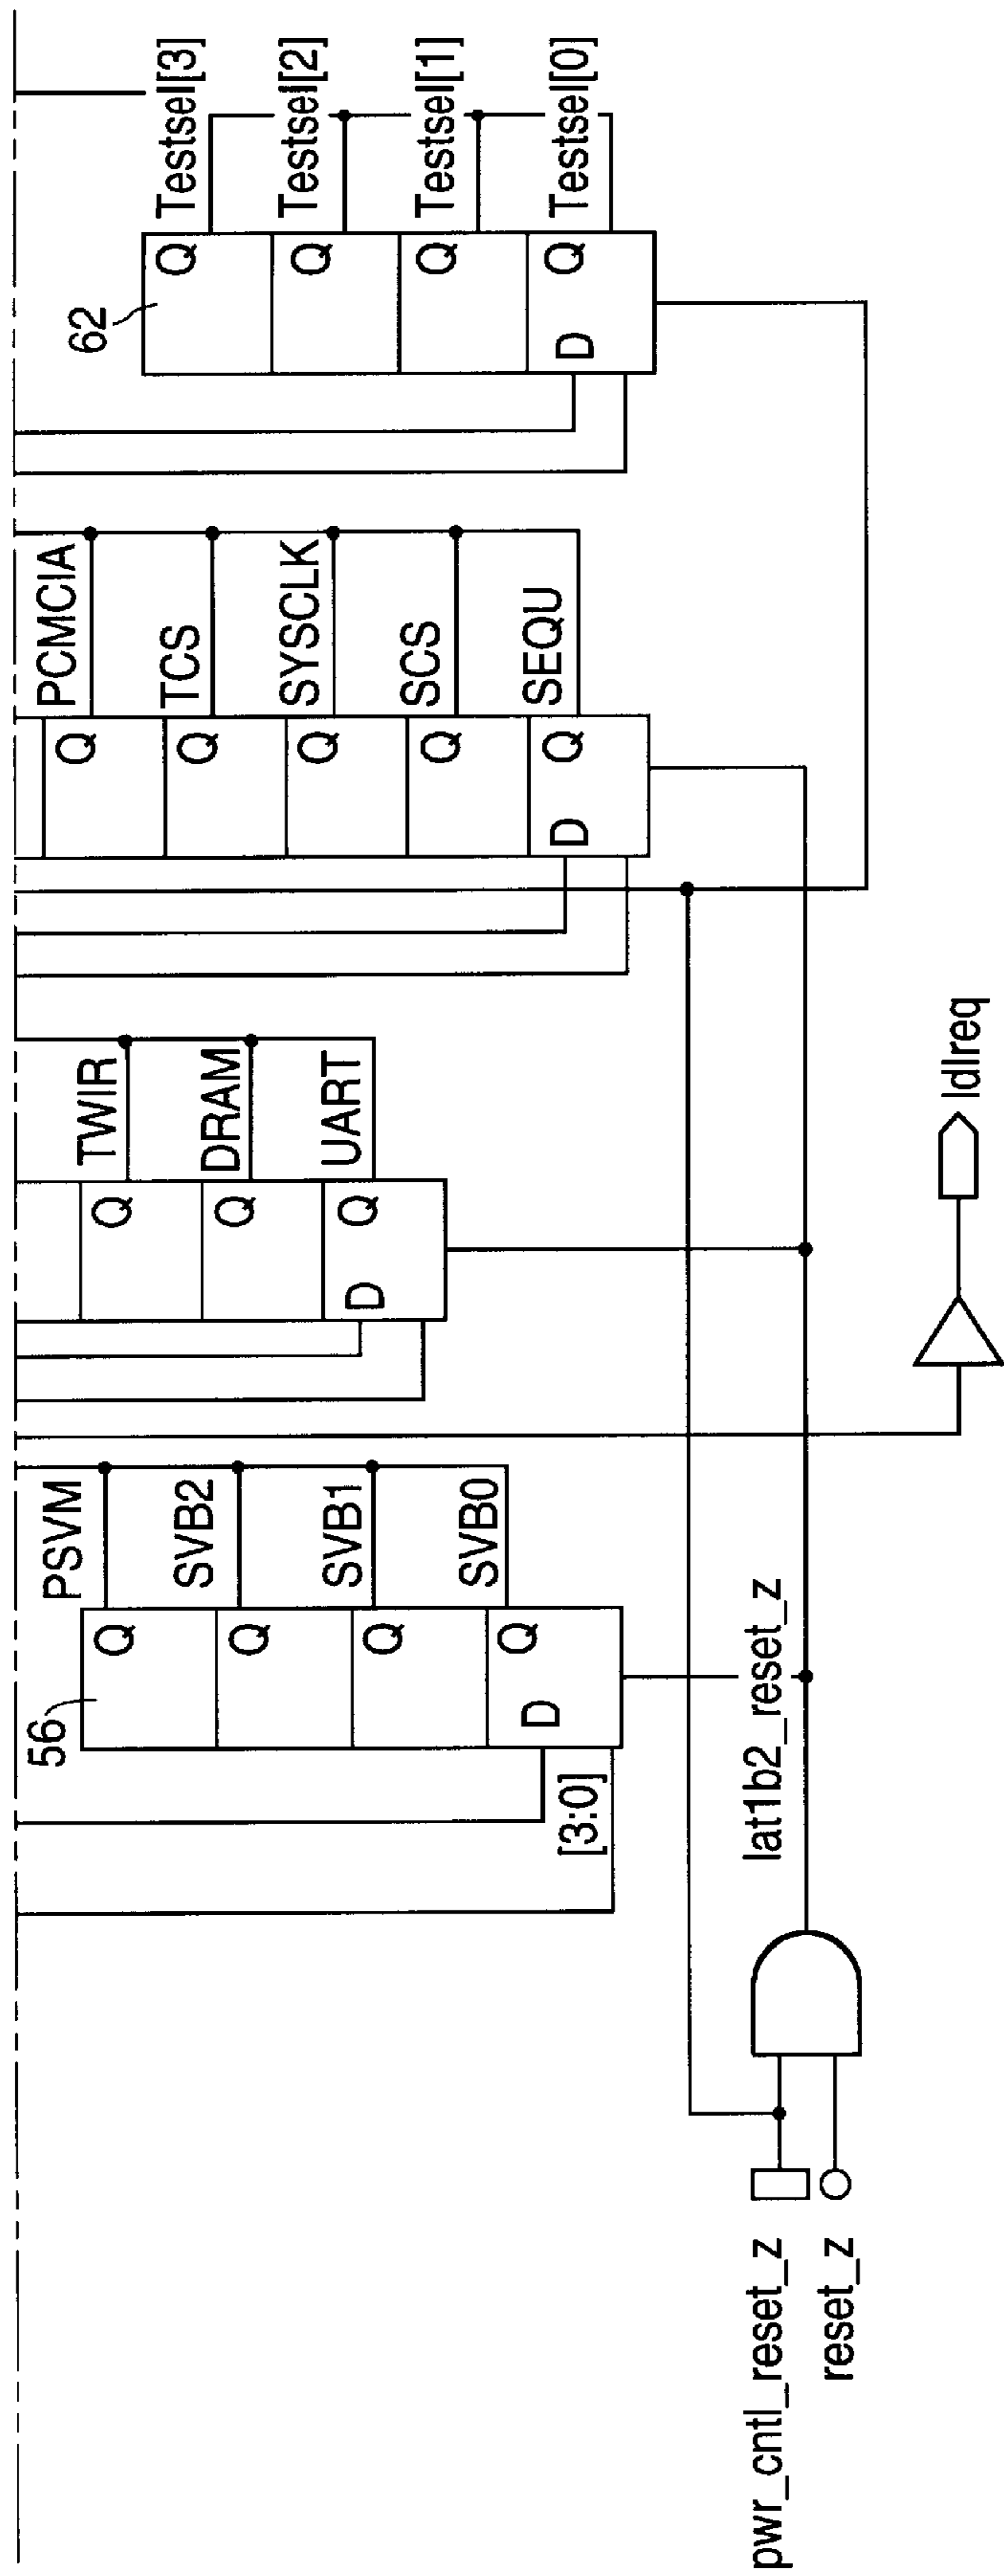 56
PSVM
Q
SVB2
Q
SVB1
Q
SVB0
D Q
[3:0]
TWIR
Q
DRAM
Q
UART
D Q
PCMCIA
Q
TCS
Q
SYSCLK
Q
SCS
Q
SEQU
D Q
62
Testsel[3]
Q
Testsel[2]
Q
Testsel[1]
Q
Testsel[0]
D Q
pwr_cntl_reset_z
reset_z
lat1b2_reset_z
ldlreq